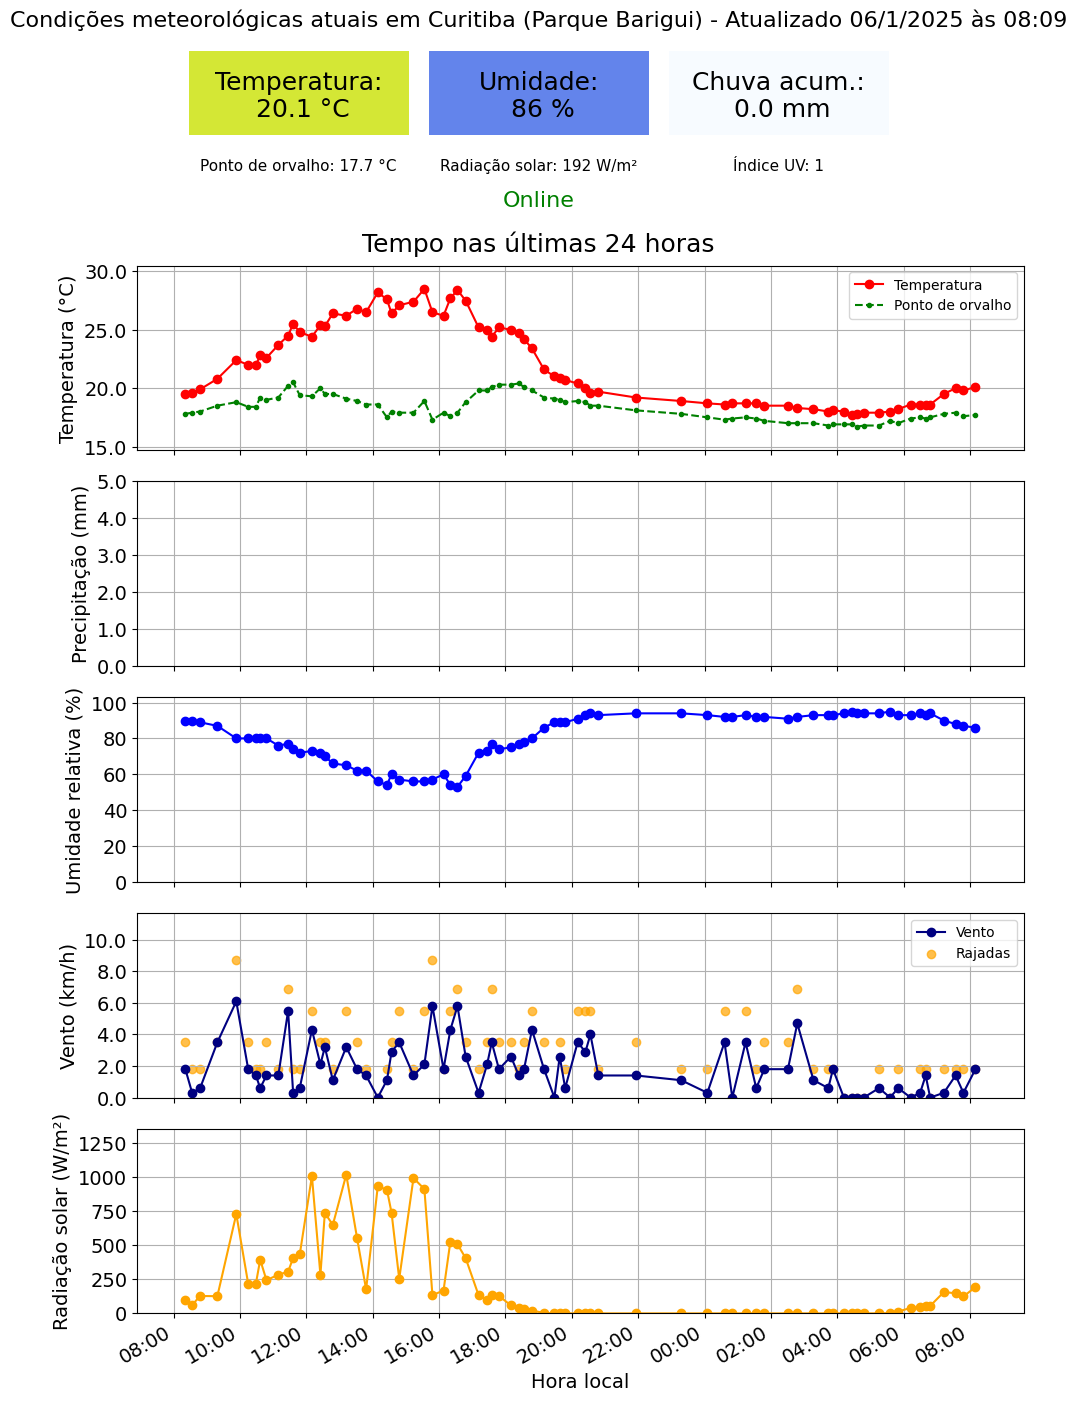 Condições meteorológicas atuais em Curitiba (Parque Barigui) - Atualizado 06/1/2025 às 08:09
Temperatura:
20.1 °C
Umidade:
86 %
Chuva acum.:
0.0 mm
Ponto de orvalho: 17.7 °C
Radiação solar: 192 W/m²
Índice UV: 1
Online
Tempo nas últimas 24 horas
Temperatura (°C)
30.0
25.0
20.0
15.0
Temperatura
Ponto de orvalho
Precipitação (mm)
5.0
4.0
3.0
2.0
1.0
0.0
Umidade relativa (%)
100
80
60
40
20
0
Vento (km/h)
10.0
8.0
6.0
4.0
2.0
0.0
Vento
Rajadas
Radiação solar (W/m²)
1250
1000
750
500
250
0
08:00 10:00 12:00 14:00 16:00 18:00 20:00 22:00 00:00 02:00 04:00 06:00 08:00
Hora local